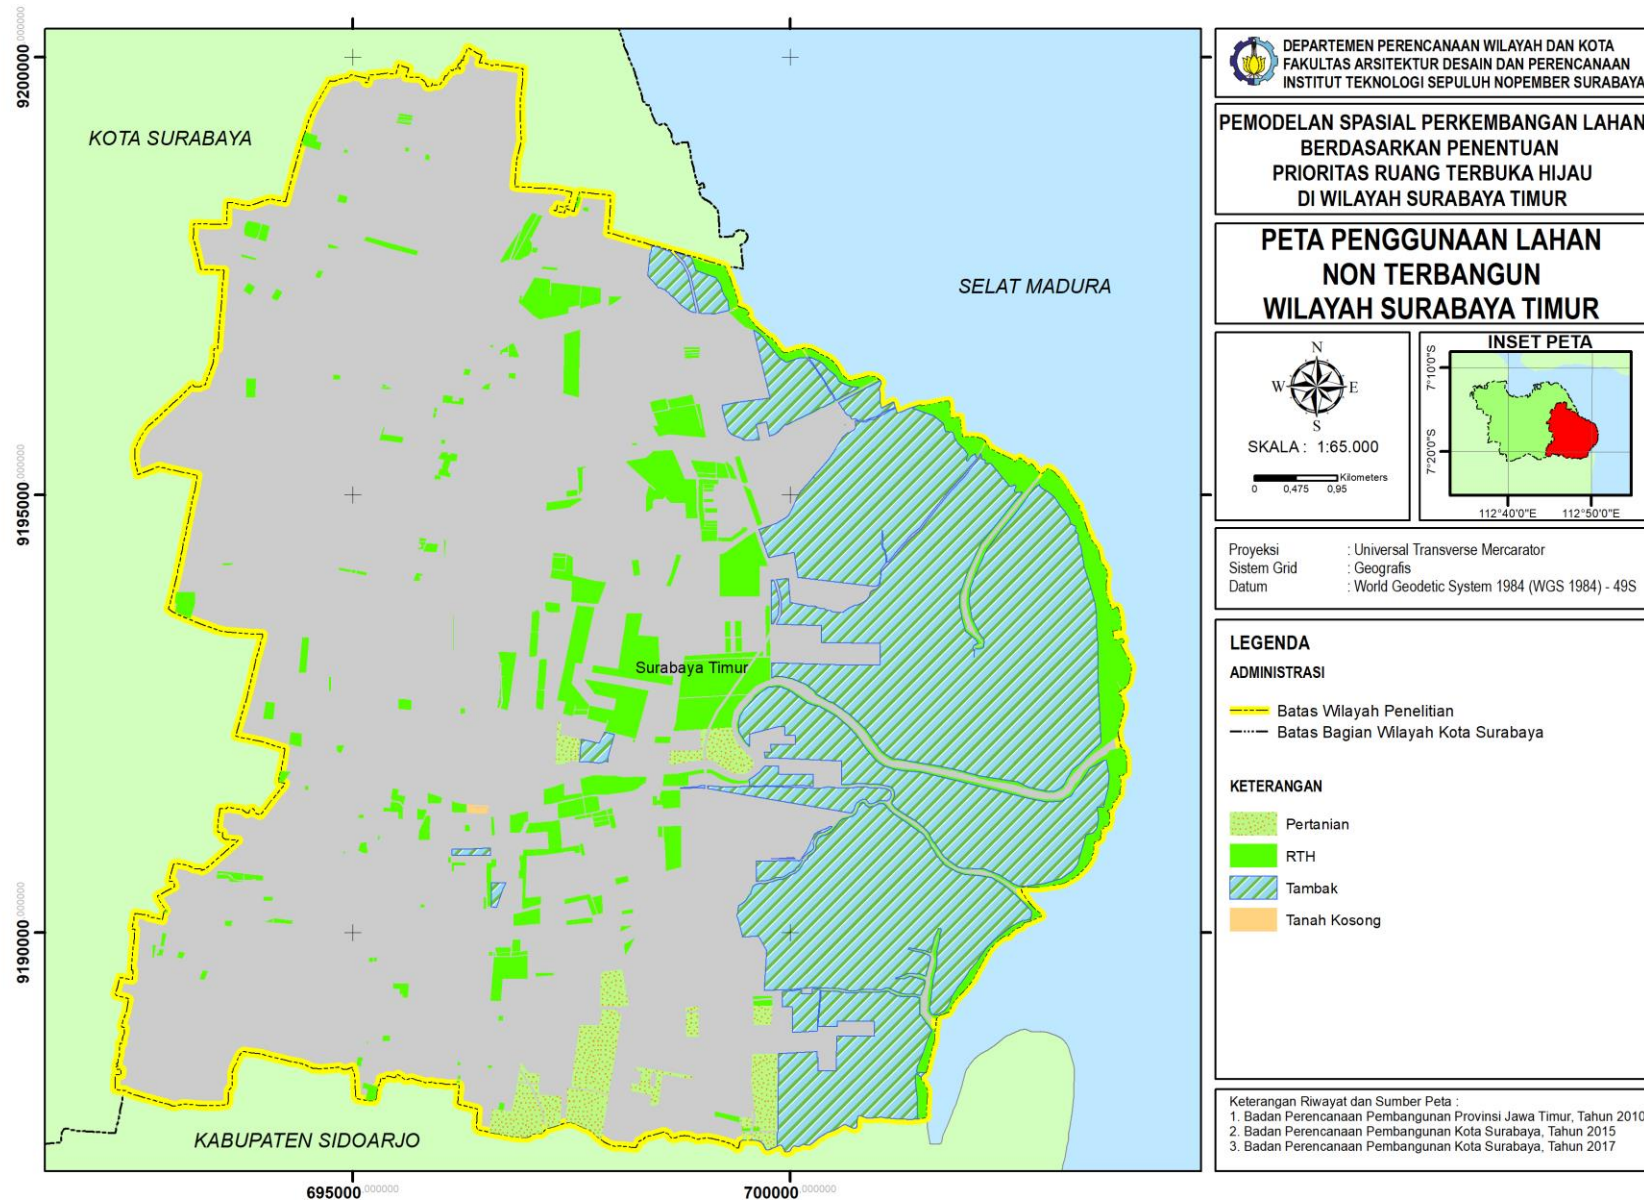 9200000,000000
9195000,000000
9190000,000000
695000,000000
700000,000000
KOTA SURABAYA
SELAT MADURA
Surabaya Timur
KABUPATEN SIDOARJO
DEPARTEMEN PERENCANAAN WILAYAH DAN KOTA
FAKULTAS ARSITEKTUR DESAIN DAN PERENCANAAN
INSTITUT TEKNOLOGI SEPULUH NOPEMBER SURABAYA
PEMODELAN SPASIAL PERKEMBANGAN LAHAN
BERDASARKAN PENENTUAN
PRIORITAS RUANG TERBUKA HIJAU
DI WILAYAH SURABAYA TIMUR
PETA PENGGUNAAN LAHAN
NON TERBANGUN
WILAYAH SURABAYA TIMUR
N
W E
S
SKALA : 1:65.000
Kilometers
0 0,475 0,95
INSET PETA
7°10'0"S
7°20'0"S
112°40'0"E 112°50'0"E
Proyeksi : Universal Transverse Mercarator
Sistem Grid : Geografis
Datum : World Geodetic System 1984 (WGS 1984) - 49S
LEGENDA
ADMINISTRASI
Batas Wilayah Penelitian
Batas Bagian Wilayah Kota Surabaya
KETERANGAN
Pertanian
RTH
Tambak
Tanah Kosong
Keterangan Riwayat dan Sumber Peta :
1. Badan Perencanaan Pembangunan Provinsi Jawa Timur, Tahun 2010
2. Badan Perencanaan Pembangunan Kota Surabaya, Tahun 2015
3. Badan Perencanaan Pembangunan Kota Surabaya, Tahun 2017